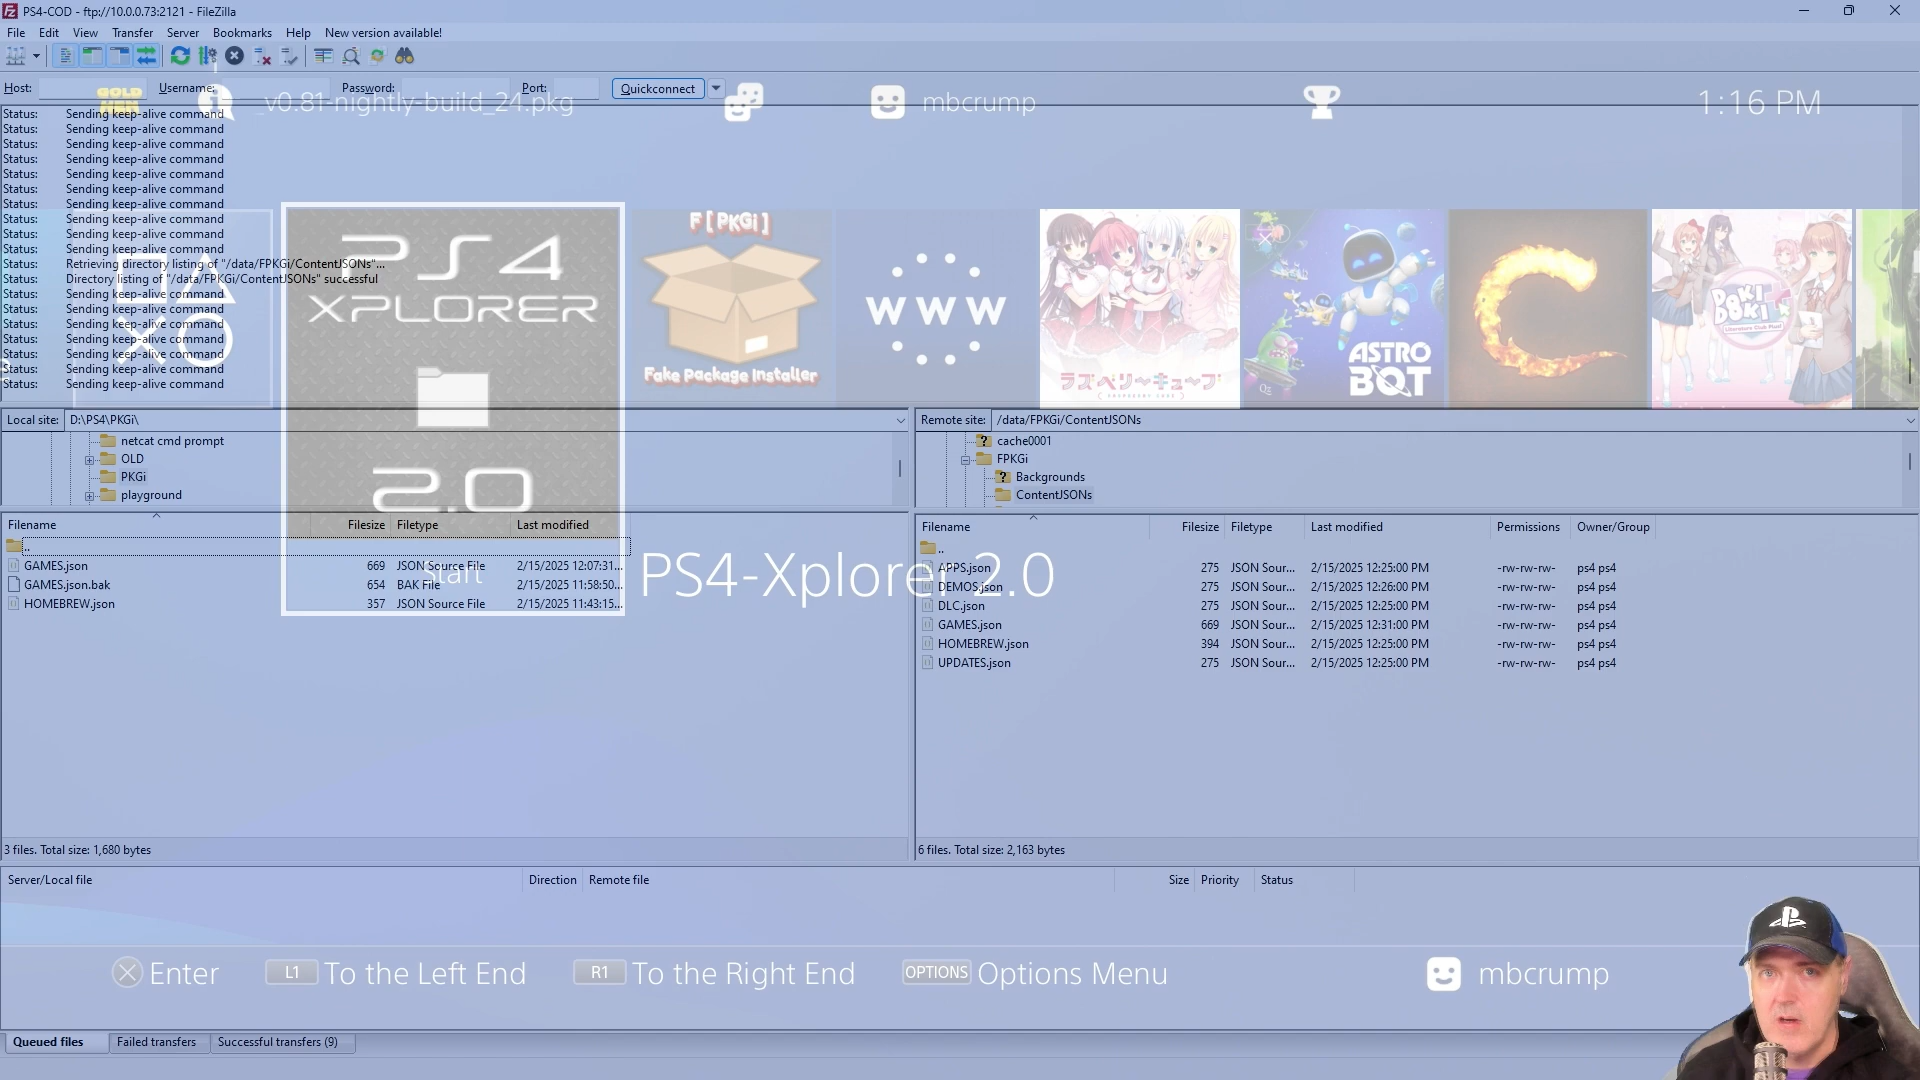 PS4-COD - ftp://10.0.0.73:2121 - FileZilla
File Edit View Transfer Server Bookmarks Help New version available!
Host: Username: Password: Port: Quickconnect
GOLD HEN
_v0.81-nightly-build_24.pkg mbcrump 1:16 PM
Status: Sending keep-alive command
Status: Sending keep-alive command
Status: Sending keep-alive command
Status: Sending keep-alive command
Status: Sending keep-alive command
Status: Sending keep-alive command
Status: Sending keep-alive command
Status: Sending keep-alive command
Status: Sending keep-alive command
Status: Sending keep-alive command
Status: Retrieving directory listing of "/data/FPKGi/ContentJSONs"...
Status: Directory listing of "/data/FPKGi/ContentJSONs" successful
Status: Sending keep-alive command
Status: Sending keep-alive command
Status: Sending keep-alive command
Status: Sending keep-alive command
Status: Sending keep-alive command
Status: Sending keep-alive command
Status: Sending keep-alive command
PS4
XPLORER
2.0
F[PKGi]
Fake Package Installer
WWW
ラズベリーキューブ
ASTRO
BOT
DOKI
DOKI
Literature Club Plus!
Local site: D:\PS4\PKGi\
netcat cmd prompt
OLD
PKGi
playground
Remote site: /data/FPKGi/ContentJSONs
cache0001
FPKGi
Backgrounds
ContentJSONs
Filename Filesize Filetype Last modified
..
GAMES.json 669 JSON Source File 2/15/2025 12:07:31...
GAMES.json.bak 654 BAK File 2/15/2025 11:58:50...
HOMEBREW.json 357 JSON Source File 2/15/2025 11:43:15...
Start
PS4-Xplorer 2.0
Filename Filesize Filetype Last modified Permissions Owner/Group
..
APPS.json 275 JSON Sour... 2/15/2025 12:25:00 PM -rw-rw-rw- ps4 ps4
DEMOS.json 275 JSON Sour... 2/15/2025 12:26:00 PM -rw-rw-rw- ps4 ps4
DLC.json 275 JSON Sour... 2/15/2025 12:25:00 PM -rw-rw-rw- ps4 ps4
GAMES.json 669 JSON Sour... 2/15/2025 12:31:00 PM -rw-rw-rw- ps4 ps4
HOMEBREW.json 394 JSON Sour... 2/15/2025 12:25:00 PM -rw-rw-rw- ps4 ps4
UPDATES.json 275 JSON Sour... 2/15/2025 12:25:00 PM -rw-rw-rw- ps4 ps4
3 files. Total size: 1,680 bytes
6 files. Total size: 2,163 bytes
Server/Local file Direction Remote file Size Priority Status
Enter L1 To the Left End R1 To the Right End OPTIONS Options Menu mbcrump
Queued files Failed transfers Successful transfers (9)